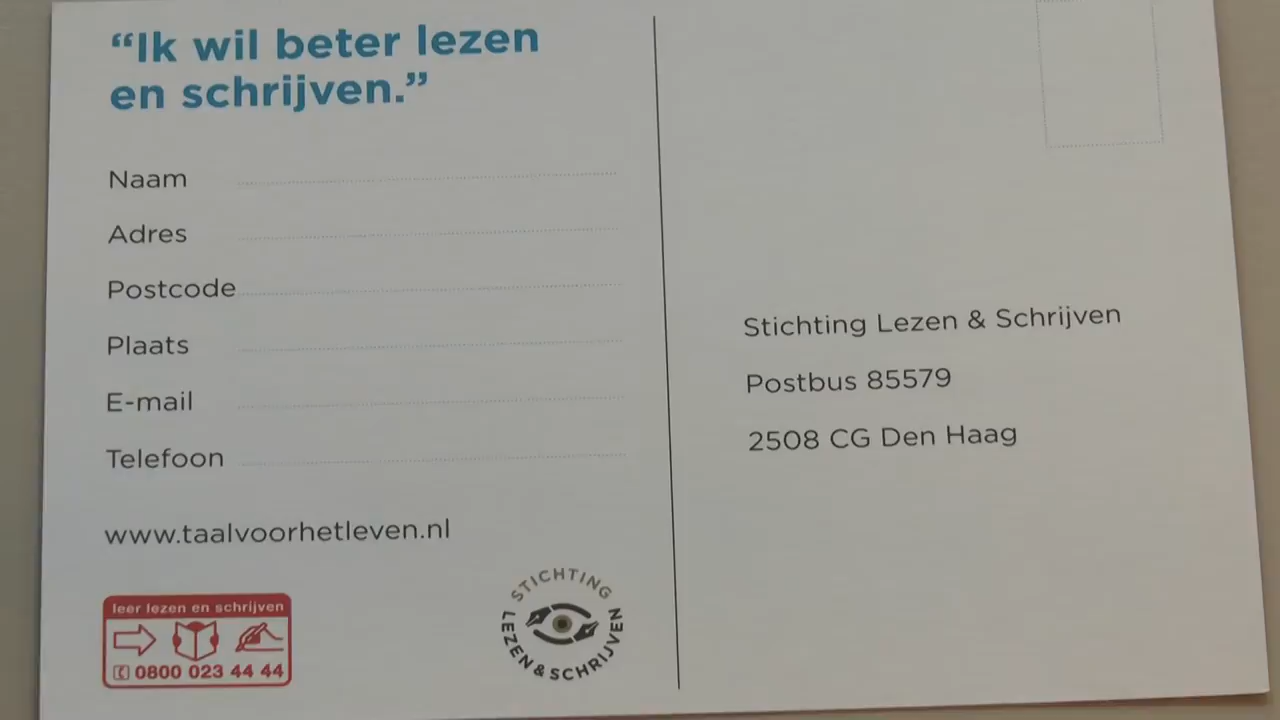 “Ik wil beter lezen
en schrijven.”
Naam
Adres
Postcode
Plaats
E-mail
Telefoon
www.taalvoorhetleven.nl
leer lezen en schrijven
0800 023 44 44
STICHTING
LEZEN & SCHRIJVEN
Stichting Lezen & Schrijven
Postbus 85579
2508 CG Den Haag